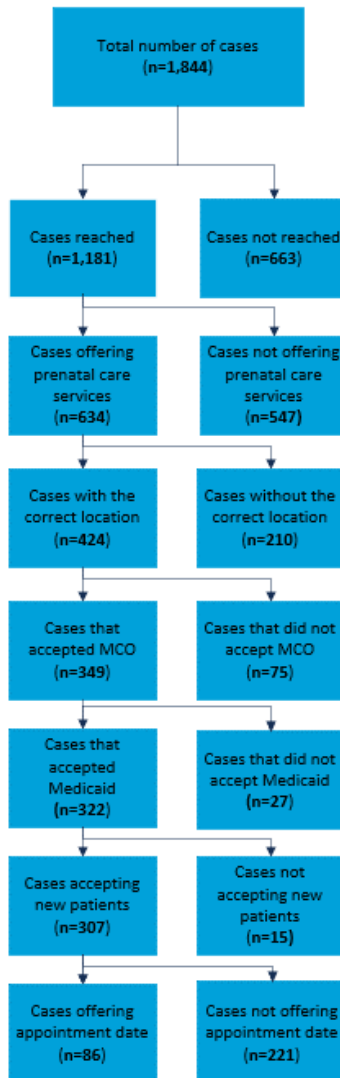 Total number of cases
(n=1,844)
Cases reached
(n=1,181)
Cases not reached
(n=663)
Cases offering
prenatal care
services
(n=634)
Cases not offering
prenatal care
services
(n=547)
Cases with the
correct location
(n=424)
Cases without the
correct location
(n=210)
Cases that
accepted MCO
(n=349)
Cases that did not
accept MCO
(n=75)
Cases that
accepted
Medicaid
(n=322)
Cases that did not
accept Medicaid
(n=27)
Cases accepting
new patients
(n=307)
Cases not
accepting new
patients
(n=15)
Cases offering
appointment date
(n=86)
Cases not offering
appointment date
(n=221)